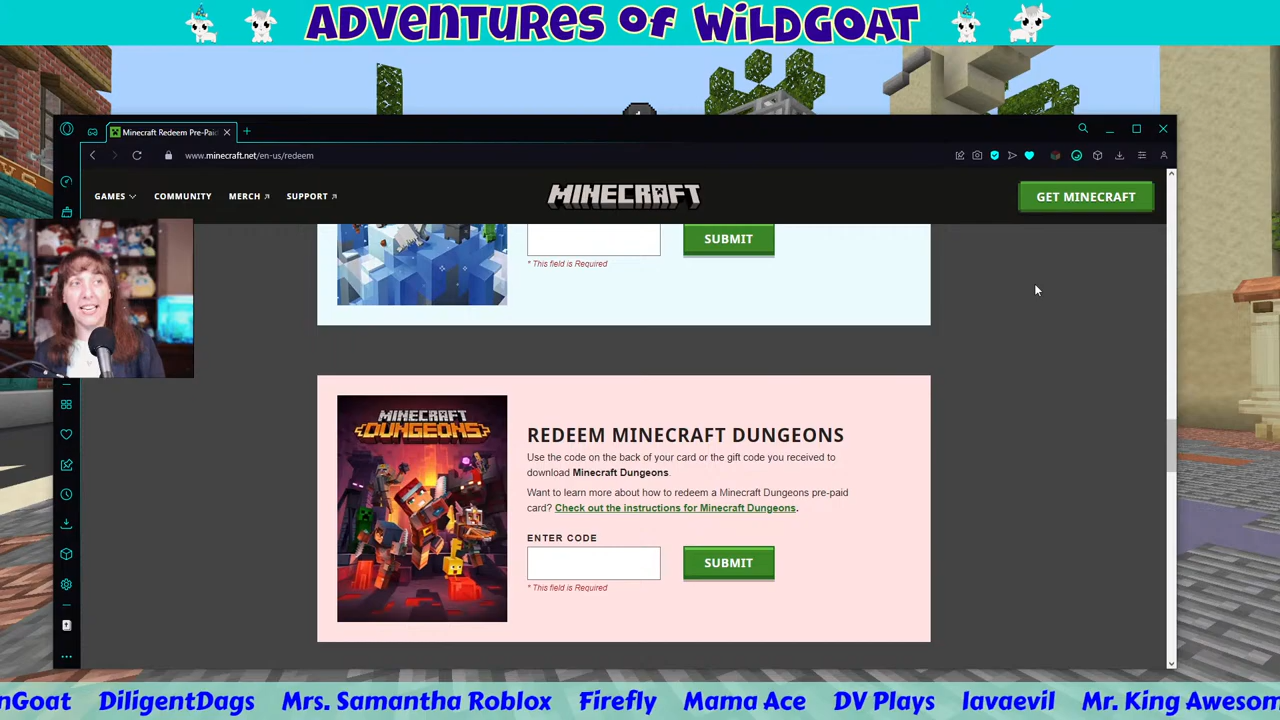 ADVENTURES OF WILDGOAT
Minecraft Redeem Pre-Paid
www.minecraft.net/en-us/redeem
GAMES COMMUNITY MERCH SUPPORT
MINECRAFT
GET MINECRAFT
SUBMIT
* This field is Required
MINECRAFT
DUNGEONS
REDEEM MINECRAFT DUNGEONS
Use the code on the back of your card or the gift code you received to
download Minecraft Dungeons.
Want to learn more about how to redeem a Minecraft Dungeons pre-paid
card? Check out the instructions for Minecraft Dungeons.
ENTER CODE
SUBMIT
* This field is Required
nGoat DiligentDags Mrs. Samantha Roblox Firefly Mama Ace DV Plays lavaevil Mr. King Awesom